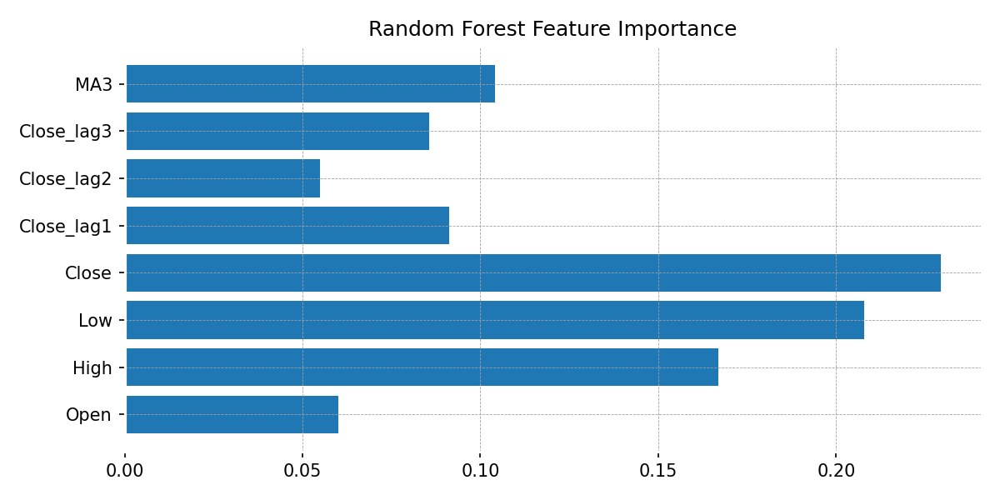 Random Forest Feature Importance
MA3
Close_lag3
Close_lag2
Close_lag1
Close
Low
High
Open
0.00 0.05 0.10 0.15 0.20